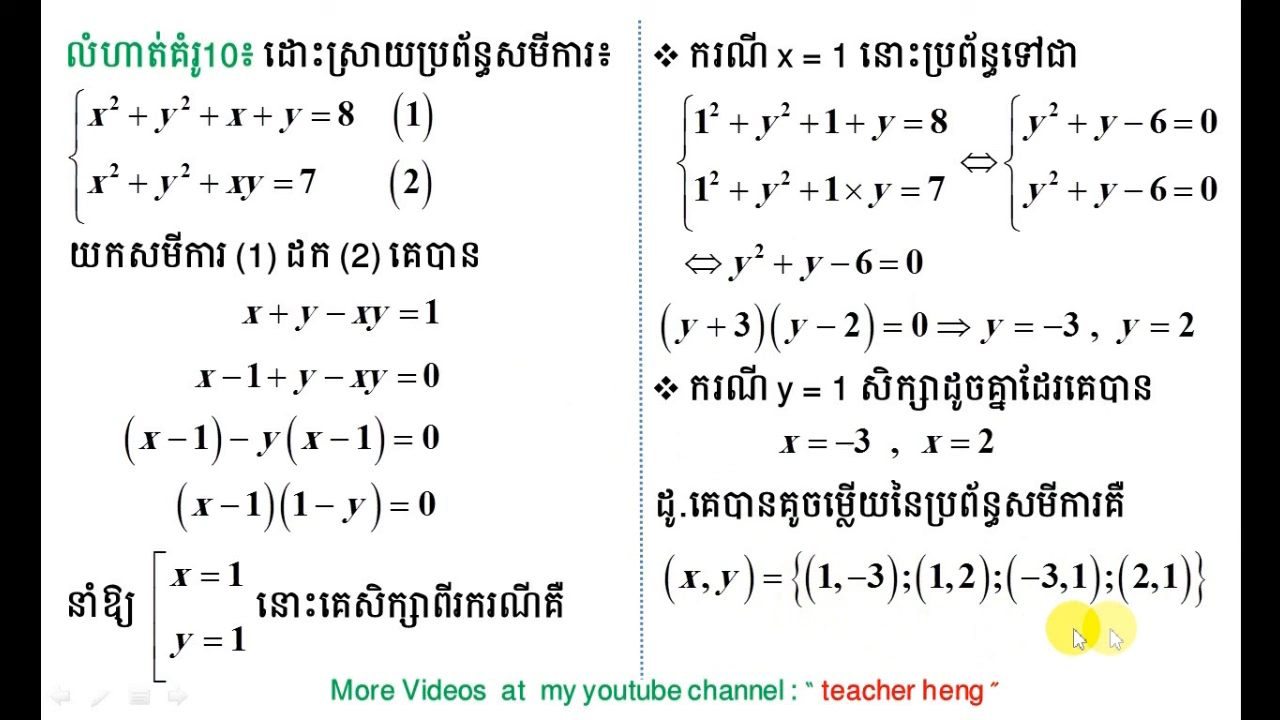 លំហាត់គំរូ10៖ ដោះស្រាយប្រព័ន្ធសមីការ៖
x² + y² + x + y = 8 (1)
x² + y² + xy = 7 (2)
យកសមីការ (1) ដក (2) គេបាន
x + y − xy = 1
x − 1 + y − xy = 0
(x − 1) − y(x − 1) = 0
(x − 1)(1 − y) = 0
នាំឱ្យ [ x = 1
y = 1 នោះគេសិក្សាពីរករណីគឺ
❖ ករណី x = 1 នោះប្រព័ន្ធទៅជា
{ 1² + y² + 1 + y = 8 ⇔ { y² + y − 6 = 0
1² + y² + 1 × y = 7 y² + y − 6 = 0
⇔ y² + y − 6 = 0
(y + 3)(y − 2) = 0 ⇒ y = −3 , y = 2
❖ ករណី y = 1 សិក្សាដូចគ្នាដែរគេបាន
x = −3 , x = 2
ដូ.គេបានគូចម្លើយនៃប្រព័ន្ធសមីការគឺ
(x, y) = {(1, −3);(1, 2);(−3,1);(2,1)}
More Videos at my youtube channel : “ teacher heng ”